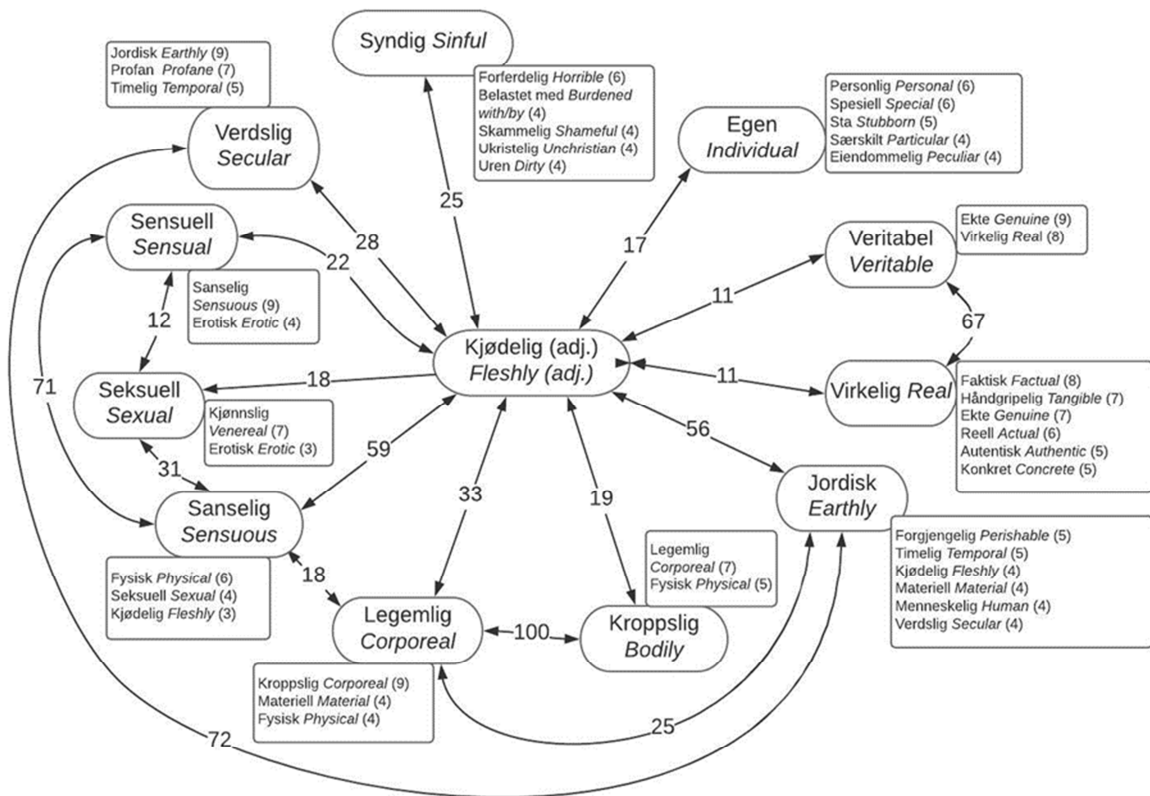 Syndig Sinful
Forferdelig Horrible (6)
Belastet med Burdened
with/by (4)
Skammelig Shameful (4)
Ukristelig Unchristian (4)
Uren Dirty (4)
Jordisk Earthly (9)
Profan Profane (7)
Timelig Temporal (5)
Verdslig
Secular
Egen
Individual
Personlig Personal (6)
Spesiell Special (6)
Sta Stubborn (5)
Særskilt Particular (4)
Eiendommelig Peculiar (4)
25
17
28
22
Sensuell
Sensual
Sanselig
Sensuous (9)
Erotisk Erotic (4)
Veritabel
Veritable
Ekte Genuine (9)
Virkelig Real (8)
11
67
12
Kjødelig (adj.)
Fleshly (adj.)
71
18
11
Seksuell
Sexual
Kjønnslig
Venereal (7)
Erotisk Erotic (3)
Virkelig Real
Faktisk Factual (8)
Håndgripelig Tangible (7)
Ekte Genuine (7)
Reell Actual (6)
Autentisk Authentic (5)
Konkret Concrete (5)
31
59
33
19
56
Sanselig
Sensuous
Fysisk Physical (6)
Seksuell Sexual (4)
Kjødelig Fleshly (3)
18
Jordisk
Earthly
Forgjengelig Perishable (5)
Timelig Temporal (5)
Kjødelig Fleshly (4)
Materiell Material (4)
Menneskelig Human (4)
Verdslig Secular (4)
Legemlig
Corporeal (7)
Fysisk Physical (5)
Legemlig
Corporeal
100
Kroppslig
Bodily
Kroppslig Corporeal (9)
Materiell Material (4)
Fysisk Physical (4)
25
72